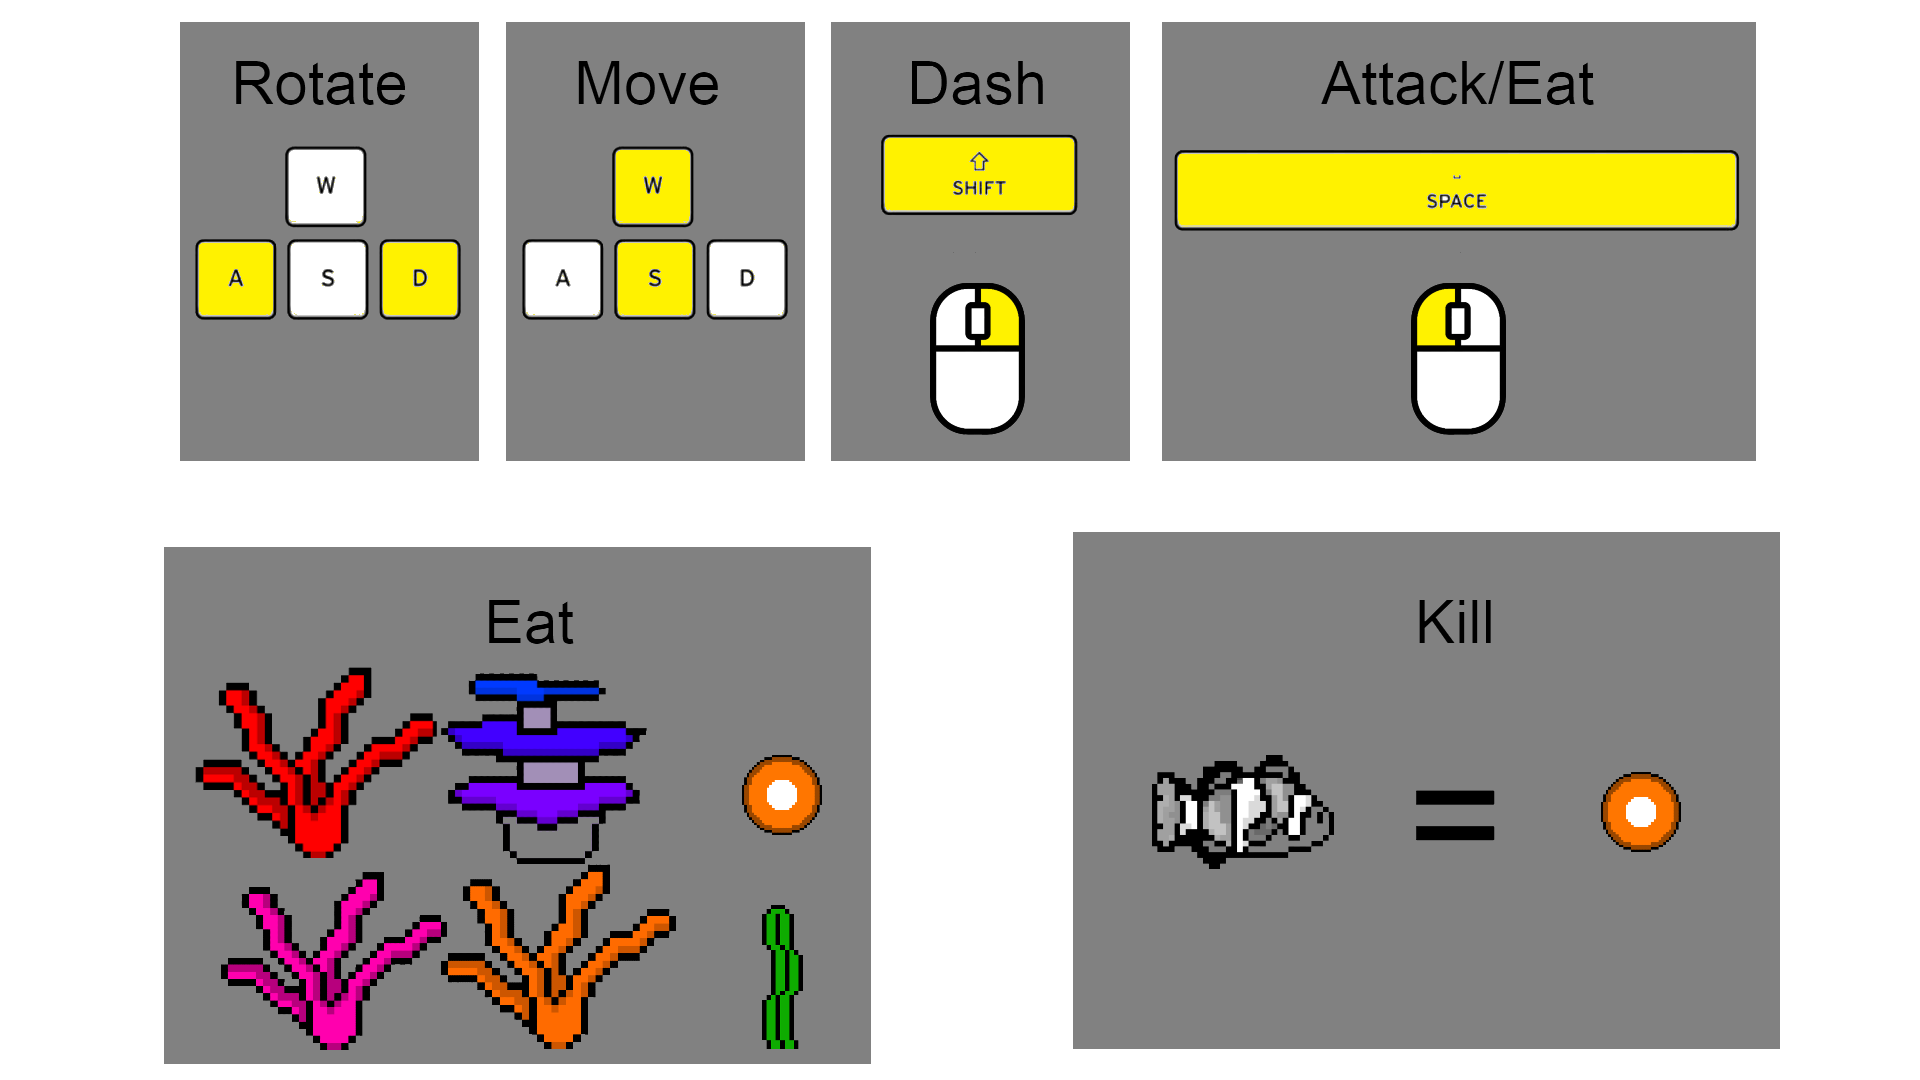 Rotate
W
A S D
Move
W
A S D
Dash
SHIFT
Attack/Eat
SPACE
Eat
Kill
=